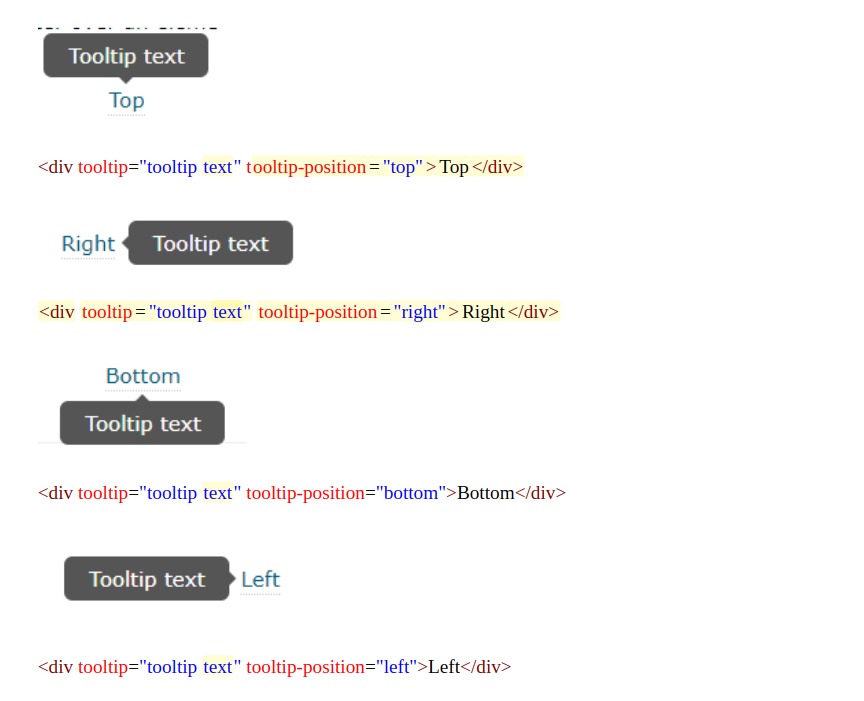 Tooltip text
Top
<div tooltip="tooltip text" tooltip-position="top">Top</div>
Right Tooltip text
<div tooltip="tooltip text" tooltip-position="right">Right</div>
Bottom
Tooltip text
<div tooltip="tooltip text" tooltip-position="bottom">Bottom</div>
Tooltip text Left
<div tooltip="tooltip text" tooltip-position="left">Left</div>